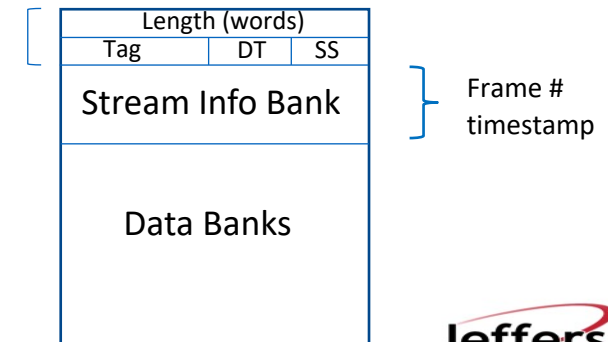 Length (words)
Tag DT SS
Stream Info Bank
Frame #
timestamp
Data Banks